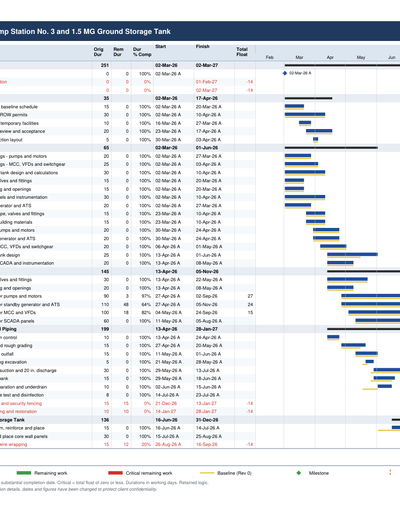 mp Station No. 3 and 1.5 MG Ground Storage Tank
Orig Dur Rem Dur Dur % Comp Start Finish Total Float Feb Mar Apr May Jun
251 02-Mar-26 02-Mar-27
0 0 100% 02-Mar-26 A 02-Mar-26 A
tion 0 0 0% 01-Feb-27 -14
0 0 0% 02-Mar-27 -14
35 02-Mar-26 17-Apr-26
baseline schedule 15 0 100% 02-Mar-26 A 20-Mar-26 A
ROW permits 30 0 100% 02-Mar-26 A 10-Apr-26 A
emporary facilities 10 0 100% 16-Mar-26 A 27-Mar-26 A
review and acceptance 20 0 100% 23-Mar-26 A 17-Apr-26 A
ction layout 5 0 100% 30-Mar-26 A 03-Apr-26 A
65 02-Mar-26 01-Jun-26
gs - pumps and motors 20 0 100% 02-Mar-26 A 27-Mar-26 A
gs - MCC, VFDs and switchgear 25 0 100% 02-Mar-26 A 03-Apr-26 A
tank design and calculations 30 0 100% 02-Mar-26 A 10-Apr-26 A
lves and fittings 15 0 100% 02-Mar-26 A 20-Mar-26 A
g and openings 15 0 100% 02-Mar-26 A 20-Mar-26 A
els and instrumentation 30 0 100% 02-Mar-26 A 10-Apr-26 A
nerator and ATS 20 0 100% 02-Mar-26 A 27-Mar-26 A
pe, valves and fittings 15 0 100% 23-Mar-26 A 10-Apr-26 A
uilding materials 15 0 100% 23-Mar-26 A 10-Apr-26 A
umps and motors 20 0 100% 30-Mar-26 A 24-Apr-26 A
enerator and ATS 20 0 100% 30-Mar-26 A 24-Apr-26 A
CC, VFDs and switchgear 20 0 100% 06-Apr-26 A 01-May-26 A
nk design 25 0 100% 13-Apr-26 A 01-Jun-26 A
CADA and instrumentation 20 0 100% 13-Apr-26 A 08-May-26 A
145 13-Apr-26 05-Nov-26
lves and fittings 30 0 100% 13-Apr-26 A 22-May-26 A
g and openings 20 0 100% 13-Apr-26 A 08-May-26 A
r pumps and motors 90 3 97% 27-Apr-26 A 02-Sep-26 27
r standby generator and ATS 110 48 64% 27-Apr-26 A 05-Nov-26 24
r MCC and VFDs 100 18 82% 04-May-26 A 24-Sep-26 15
r SCADA panels 60 0 100% 11-May-26 A 05-Aug-26 A
l Piping 199 13-Apr-26 28-Jan-27
n control 10 0 100% 13-Apr-26 A 24-Apr-26 A
d rough grading 15 0 100% 27-Apr-26 A 20-May-26 A
outfall 15 0 100% 11-May-26 A 01-Jun-26 A
g excavation 5 0 100% 21-May-26 A 28-May-26 A
uction and 20 in. discharge 30 0 100% 29-May-26 A 13-Jul-26 A
ank 15 0 100% 29-May-26 A 18-Jun-26 A
aration and underdrain 10 0 100% 02-Jun-26 A 15-Jun-26 A
e test and disinfection 8 0 100% 14-Jul-26 A 23-Jul-26 A
and security fencing 15 15 0% 21-Dec-26 13-Jan-27 -14
ng and restoration 10 10 0% 14-Jan-27 28-Jan-27 -14
orage Tank 136 16-Jun-26 28-Dec-26
m, reinforce and place 20 0 100% 16-Jun-26 A 14-Jul-26 A
d place core wall panels 30 0 100% 15-Jul-26 A 25-Aug-26 A
wire wrapping 15 12 20% 16-Sep-26 A -14
Remaining work Critical remaining work Baseline (Rev 0) Milestone
substantial completion date. Critical = total float of zero or less. Durations in working days. Retained logic.
tion details, dates and figures have been changed to protect client confidentiality.